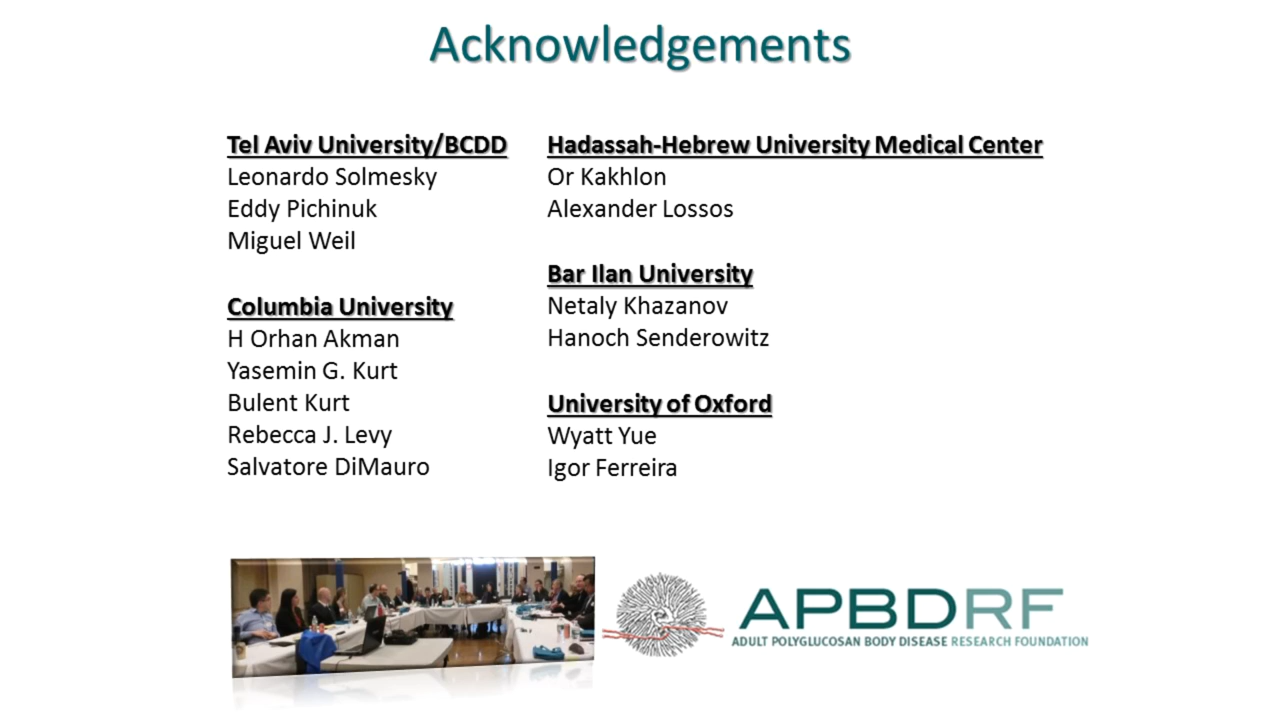 Acknowledgements
Tel Aviv University/BCDD
Leonardo Solmesky
Eddy Pichinuk
Miguel Weil
Columbia University
H Orhan Akman
Yasemin G. Kurt
Bulent Kurt
Rebecca J. Levy
Salvatore DiMauro
Hadassah-Hebrew University Medical Center
Or Kakhlon
Alexander Lossos
Bar Ilan University
Netaly Khazanov
Hanoch Senderowitz
University of Oxford
Wyatt Yue
Igor Ferreira
APBDRF
ADULT POLYGLUCOSAN BODY DISEASE RESEARCH FOUNDATION